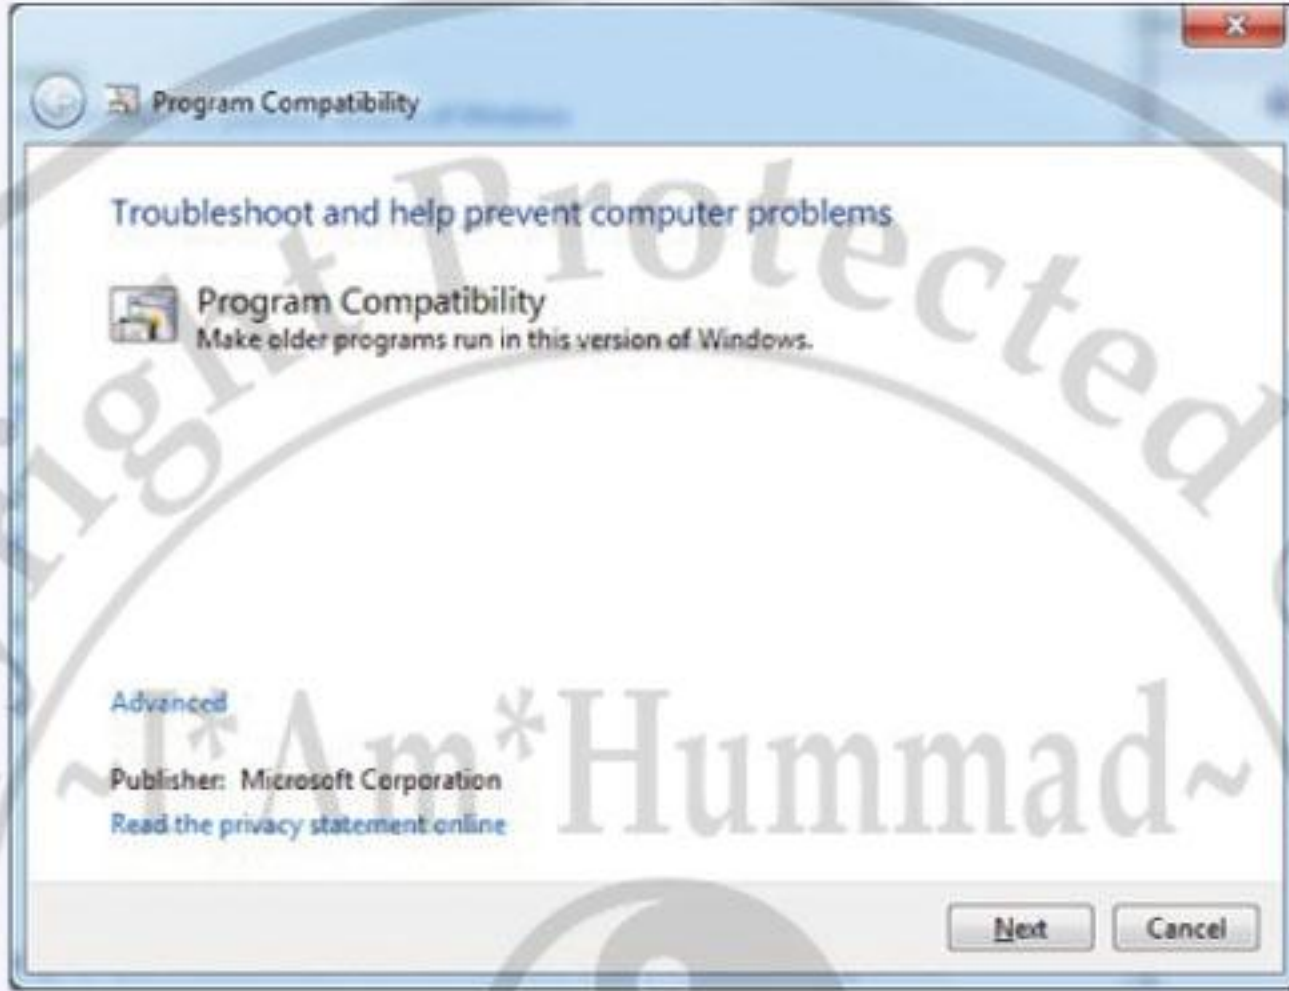 Program Compatibility
Troubleshoot and help prevent computer problems
Program Compatibility
Make older programs run in this version of Windows.
Advanced
Publisher: Microsoft Corporation
Read the privacy statement online
Next
Cancel
Protected
~I*Am*Hummad~